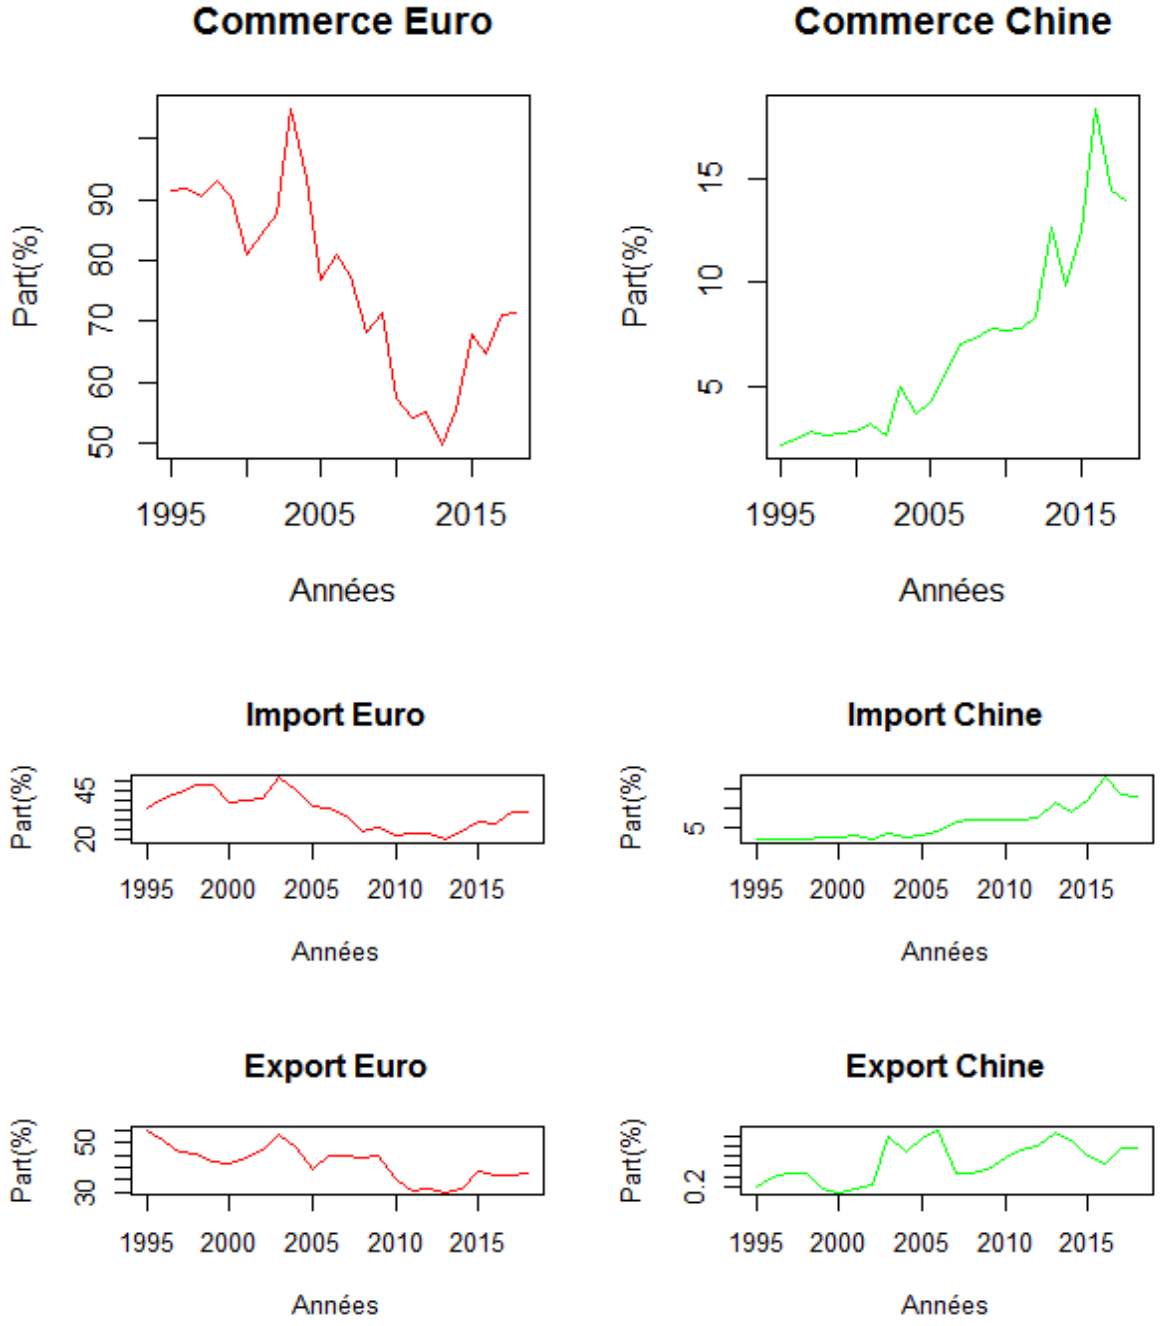 Commerce Euro
Part(%)
90
80
70
60
50
1995 2005 2015
Années
Commerce Chine
Part(%)
15
10
5
1995 2005 2015
Années
Import Euro
Part(%)
45
20
1995 2000 2005 2010 2015
Années
Import Chine
Part(%)
5
1995 2000 2005 2010 2015
Années
Export Euro
Part(%)
50
30
1995 2000 2005 2010 2015
Années
Export Chine
Part(%)
0.2
1995 2000 2005 2010 2015
Années